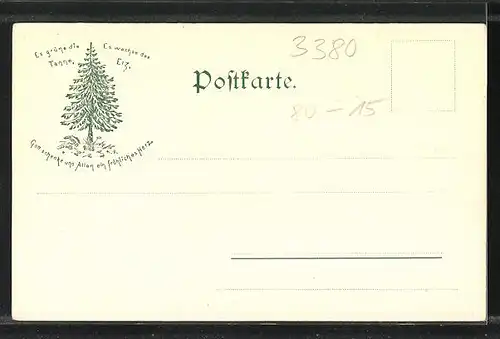 Es grüne die Tanne,
Es wachse das Erz,
Gott schenke uns Allen ein fröhliches Herz.
3380
Postkarte.
80-15